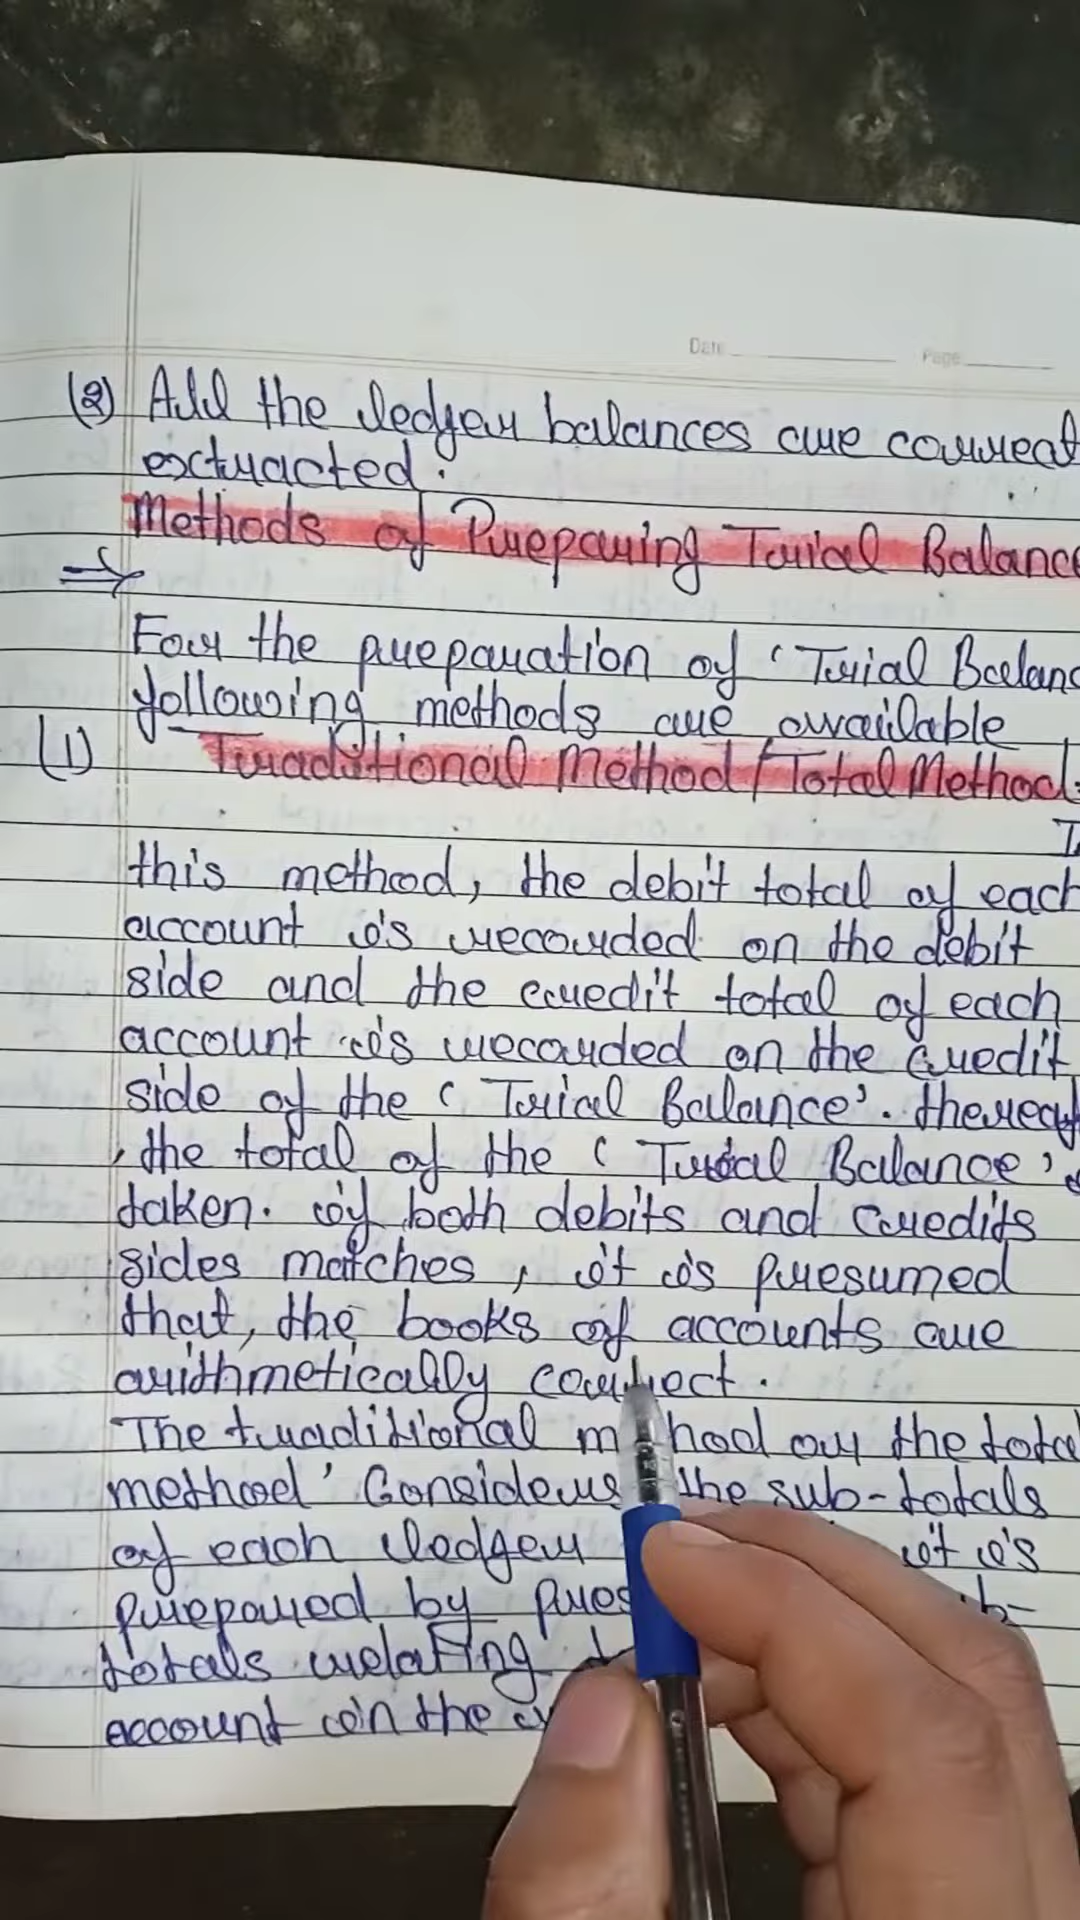 Date Page
(2) All the ledger balances are correct
extracted.
Methods of Preparing Trial Balance
For the preparation of 'Trial Balanc
following methods are available
(1) Traditional Method/Total Method:
In
this method, the debit total of each
account is recorded on the debit
side and the credit total of each
account is recorded on the credit
side of the 'Trial Balance'. thereof
, the total of the 'Trial Balance'
taken. if both debits and credits
sides matches, it is presumed
that, the books of accounts are
arithmetically correct.
The traditional method or the total
method' Considers the sub-totals
of each ledger it is
prepared by
totals relating
account in the